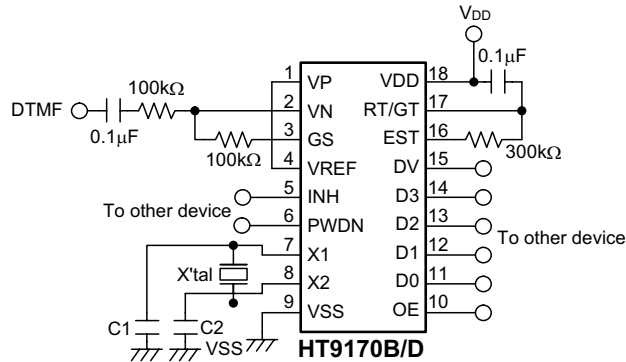 VDD
0.1µF
100kΩ
DTMF
0.1µF
100kΩ
1 VP
2 VN
3 GS
4 VREF
5 INH
6 PWDN
7 X1
8 X2
9 VSS
VDD 18
RT/GT 17
EST 16
300kΩ
DV 15
D3 14
D2 13
D1 12
D0 11
OE 10
To other device
To other device
X'tal
C1
C2
VSS
HT9170B/D